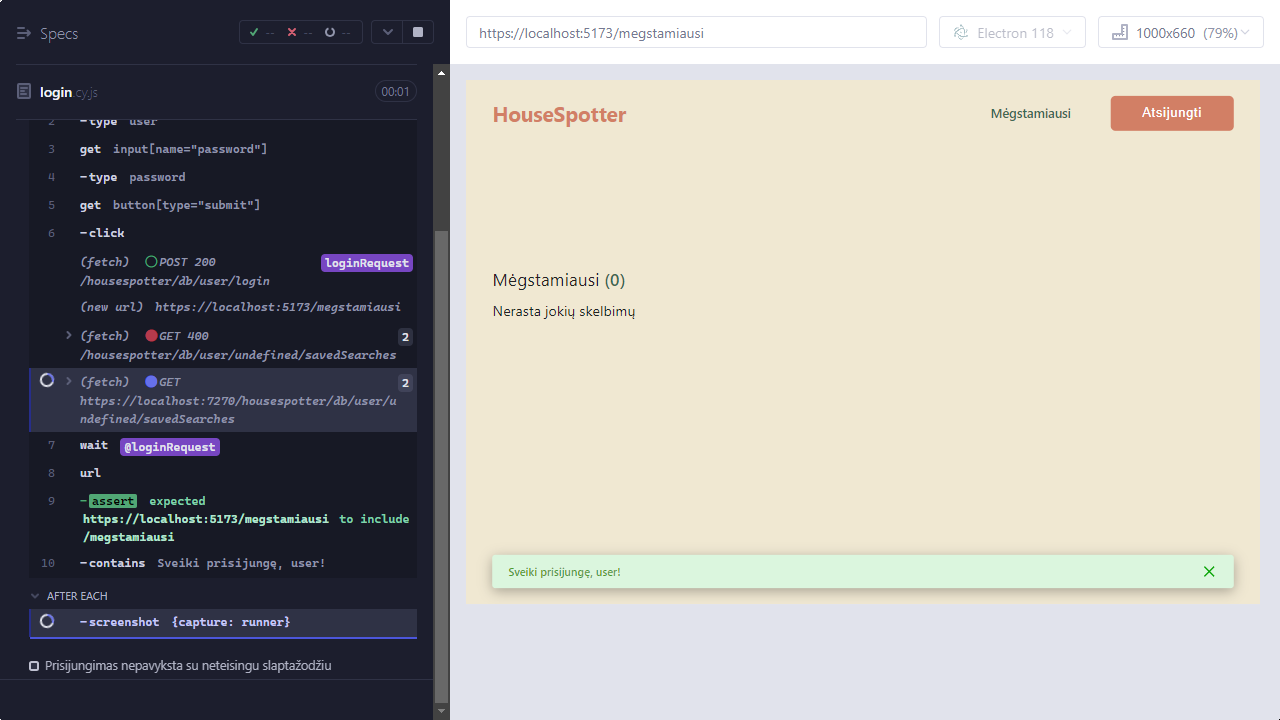 Specs
-- -- --
login.cy.js
00:01
2 -type user
3 get input[name="password"]
4 -type password
5 get button[type="submit"]
6 -click
(fetch) POST 200 loginRequest
/housespotter/db/user/login
(new url) https://localhost:5173/megstamiausi
(fetch) GET 400 2
/housespotter/db/user/undefined/savedSearches
(fetch) GET 2
https://localhost:7270/housespotter/db/user/u
ndefined/savedSearches
7 wait @loginRequest
8 url
9 -assert expected
https://localhost:5173/megstamiausi to include
/megstamiausi
10 -contains Sveiki prisijungę, user!
AFTER EACH
-screenshot {capture: runner}
Prisijungimas nepavyksta su neteisingu slaptažodžiu
https://localhost:5173/megstamiausi
Electron 118
1000x660 (79%)
HouseSpotter
Mėgstamiausi
Atsijungti
Mėgstamiausi (0)
Nerasta jokių skelbimų
Sveiki prisijungę, user!